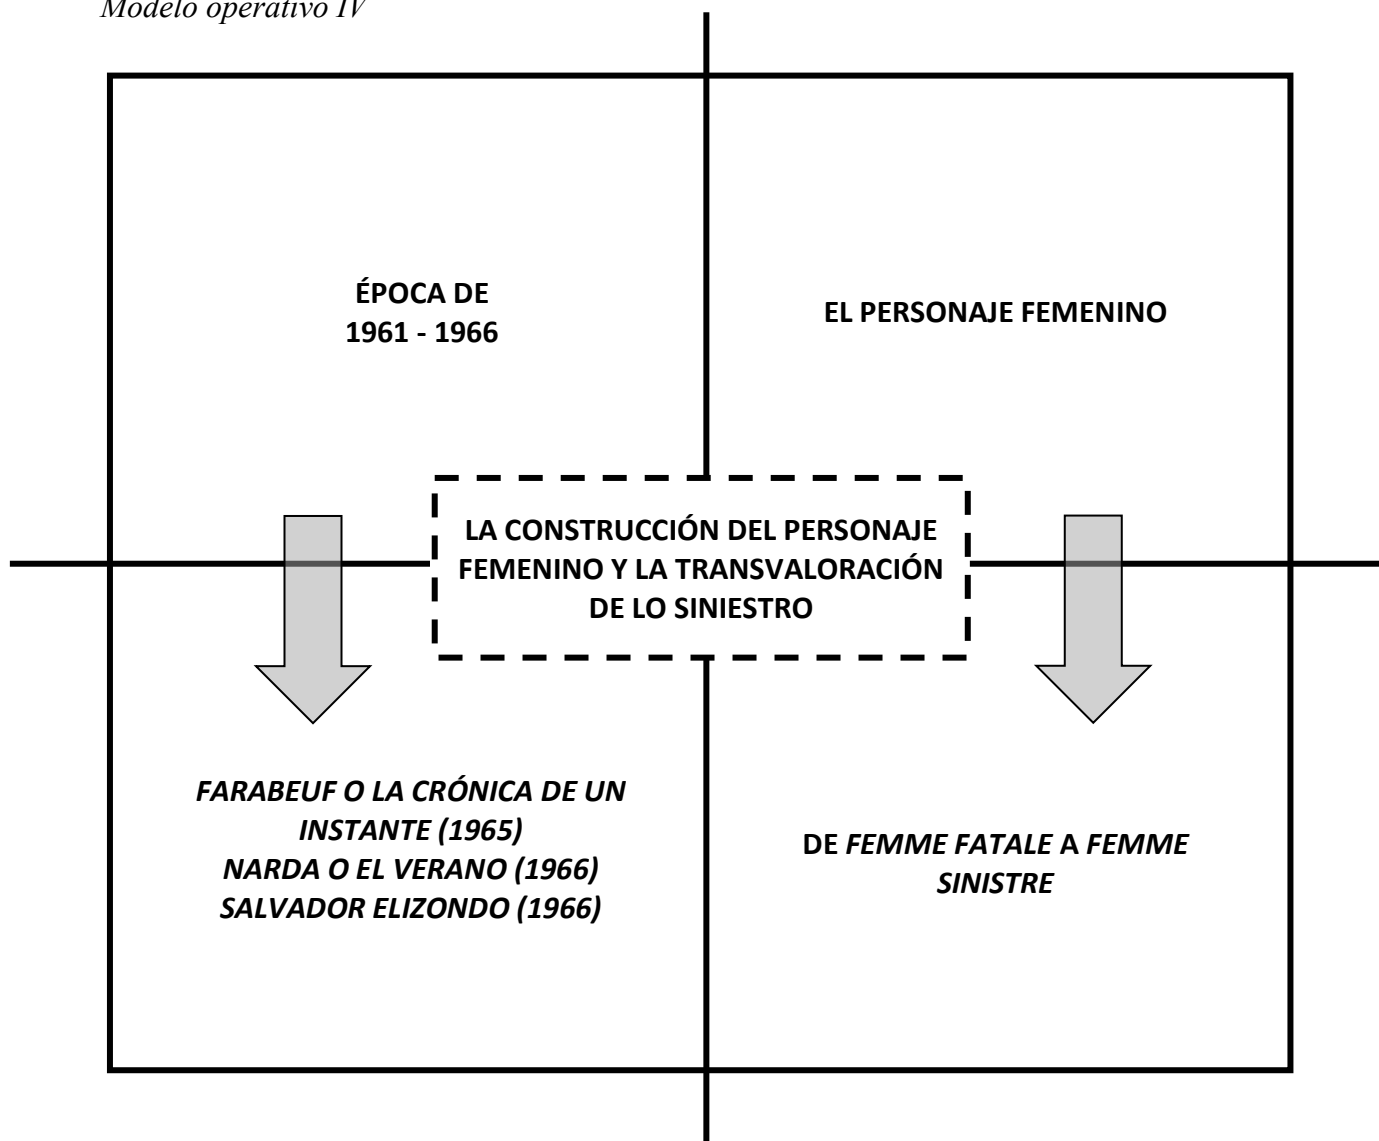 Modelo operativo IV
ÉPOCA DE
1961 - 1966
EL PERSONAJE FEMENINO
LA CONSTRUCCIÓN DEL PERSONAJE
FEMENINO Y LA TRANSVALORACIÓN
DE LO SINIESTRO
FARABEUF O LA CRÓNICA DE UN
INSTANTE (1965)
NARDA O EL VERANO (1966)
SALVADOR ELIZONDO (1966)
DE FEMME FATALE A FEMME
SINISTRE